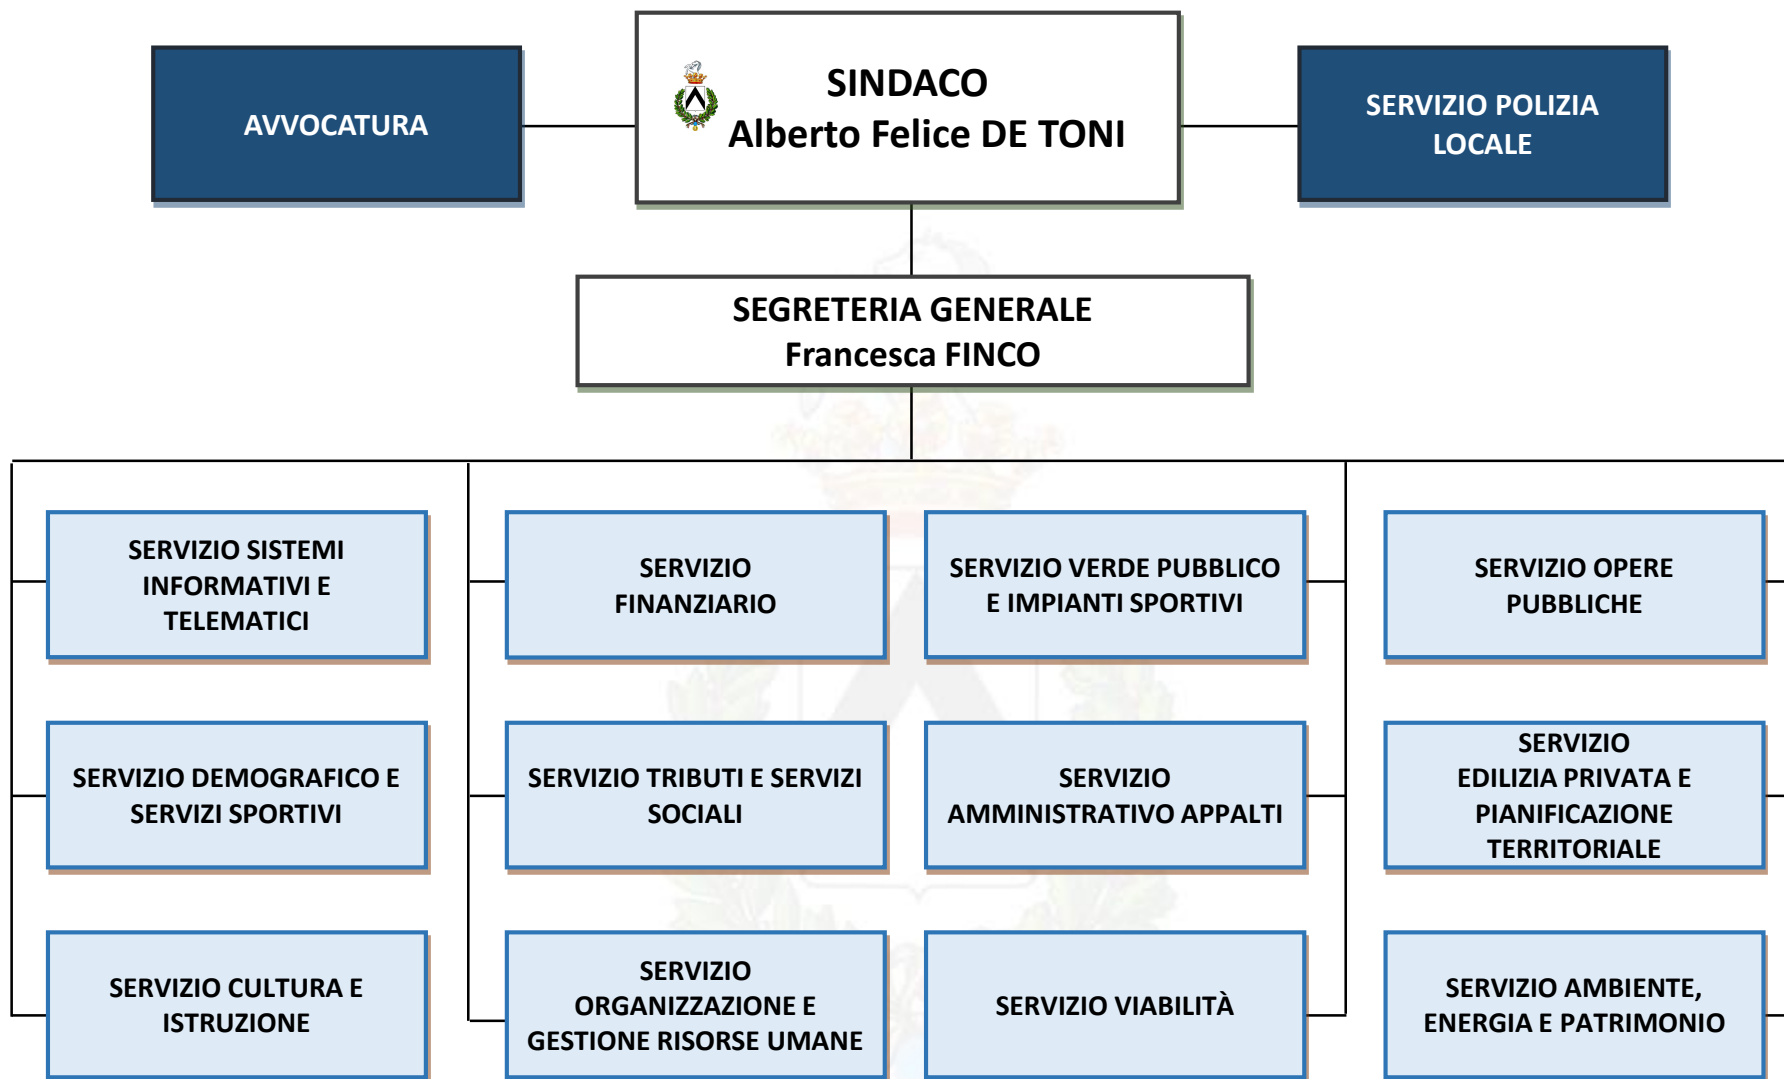 AVVOCATURA
SINDACO
Alberto Felice DE TONI
SERVIZIO POLIZIA
LOCALE
SEGRETERIA GENERALE
Francesca FINCO
SERVIZIO SISTEMI
INFORMATIVI E
TELEMATICI
SERVIZIO
FINANZIARIO
SERVIZIO VERDE PUBBLICO
E IMPIANTI SPORTIVI
SERVIZIO OPERE
PUBBLICHE
SERVIZIO DEMOGRAFICO E
SERVIZI SPORTIVI
SERVIZIO TRIBUTI E SERVIZI
SOCIALI
SERVIZIO
AMMINISTRATIVO APPALTI
SERVIZIO
EDILIZIA PRIVATA E
PIANIFICAZIONE
TERRITORIALE
SERVIZIO CULTURA E
ISTRUZIONE
SERVIZIO
ORGANIZZAZIONE E
GESTIONE RISORSE UMANE
SERVIZIO VIABILITÀ
SERVIZIO AMBIENTE,
ENERGIA E PATRIMONIO